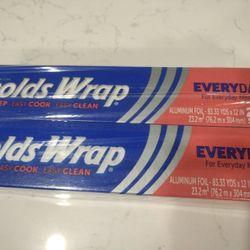 olds Wrap®
EP • EASY COOK • EASY CLEAN
EVERYDA
For Everyday
ALUMINUM FOIL - 83.33 YDS x 12 IN
23.2 m² (76.2 m x 304 mm)
olds Wrap®
EASY COOK • EASY CLEAN
EVERY
For Everyday
ALUMINUM FOIL - 83.33 YDS x 12
23.2 m² (76.2 m x 304 mm)